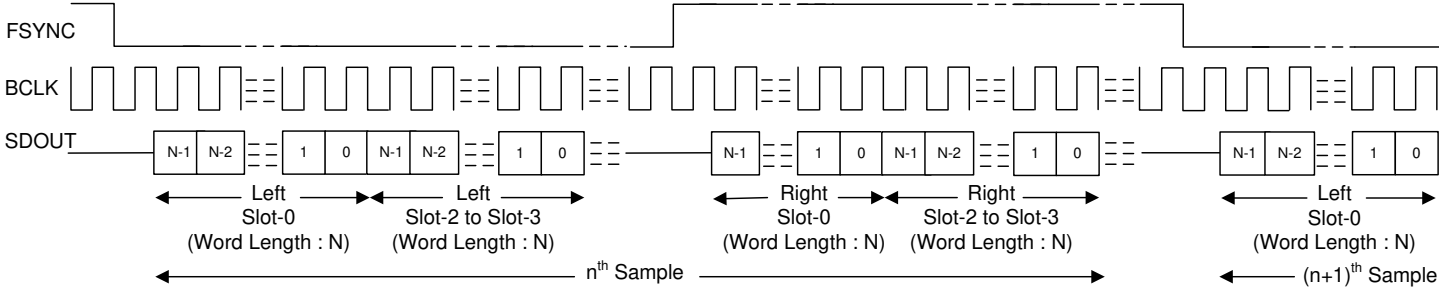 FSYNC
BCLK
SDOUT
N-1 N-2 1 0 N-1 N-2 1 0 N-1 1 0 N-1 N-2 1 0 N-1 N-2 1 0
Left Left Right Right Left
Slot-0 Slot-2 to Slot-3 Slot-0 Slot-2 to Slot-3 Slot-0
(Word Length : N) (Word Length : N) (Word Length : N) (Word Length : N) (Word Length : N)
nth Sample (n+1)th Sample